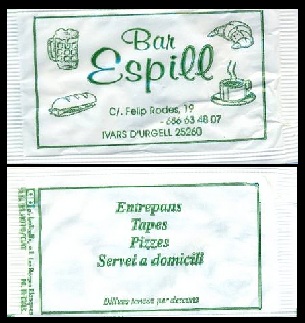 Bar
Espill
C/. Felip Rodes, 19
- 686 63 48 07
IVARS D'URGELL 25260
Entrepans
Tapes
Pizzes
Servei a domicili